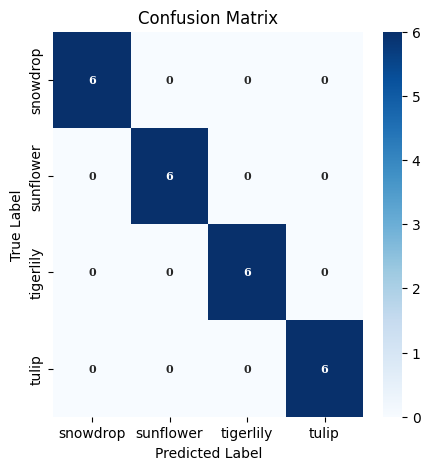 Confusion Matrix
True Label
snowdrop
6 0 0 0
sunflower
0 6 0 0
tigerlily
0 0 6 0
tulip
0 0 0 6
snowdrop sunflower tigerlily tulip
Predicted Label
6
5
4
3
2
1
0